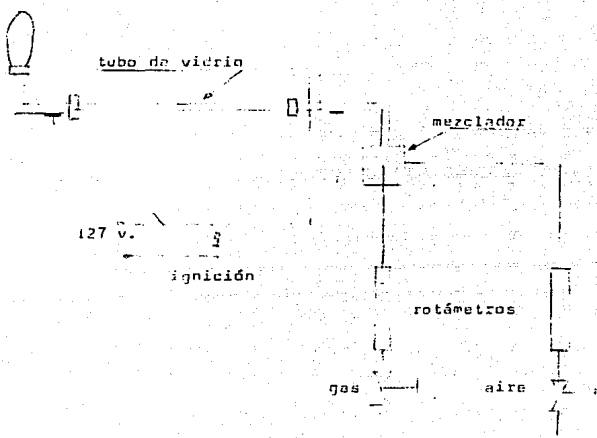 tubo de vidrio
mezclador
127 v.
ignición
rotámetros
gas
aire